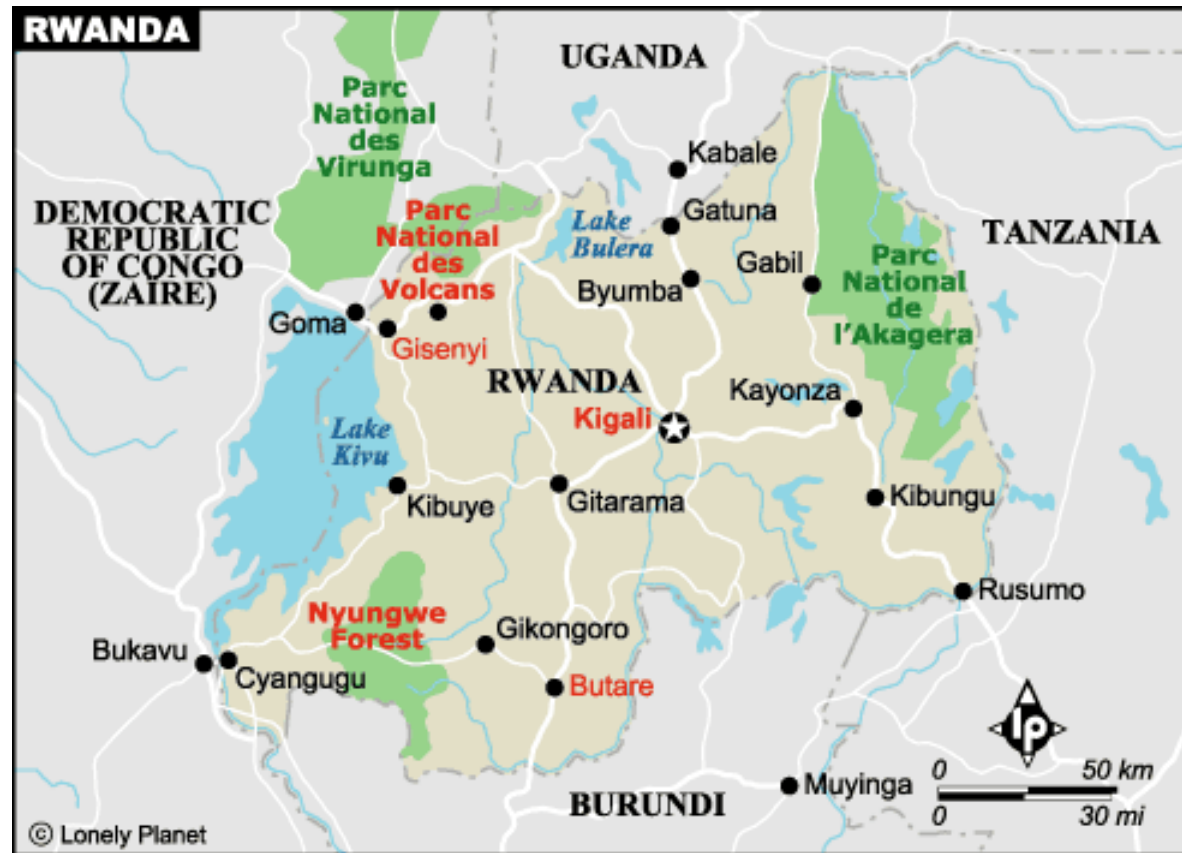 RWANDA
UGANDA
Parc
National
des
Virunga
Kabale
DEMOCRATIC
REPUBLIC
OF CONGO
(ZAIRE)
Parc
National
des
Volcans
Lake
Bulera
Gatuna
TANZANIA
Gabil
Parc
National
de
l'Akagera
Byumba
Goma
Gisenyi
RWANDA
Kigali
Kayonza
Lake
Kivu
Kibuye
Gitarama
Kibungu
Rusumo
Nyungwe
Forest
Gikongoro
Bukavu
Cyangugu
Butare
lp
0 50 km
0 30 mi
Muyinga
BURUNDI
© Lonely Planet